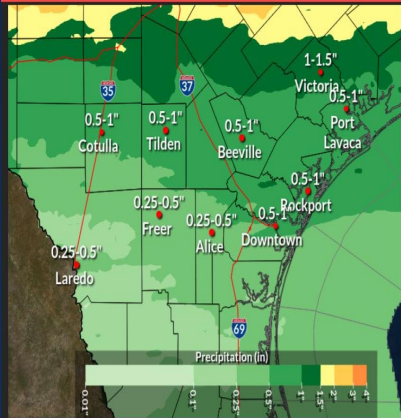 1-1.5"
Victoria
35
37
0.5-1"
Port
Lavaca
0.5-1"
Cotulla
0.5-1"
Tilden
0.5-1"
Beeville
0.5-1"
Rockport
0.25-0.5"
Freer
0.25-0.5"
Alice
0.5-1"
Downtown
0.25-0.5"
Laredo
69
Precipitation (in)
0.01"
0.1"
0.25"
0.5"
1"
1.5"
2"
3"
4"